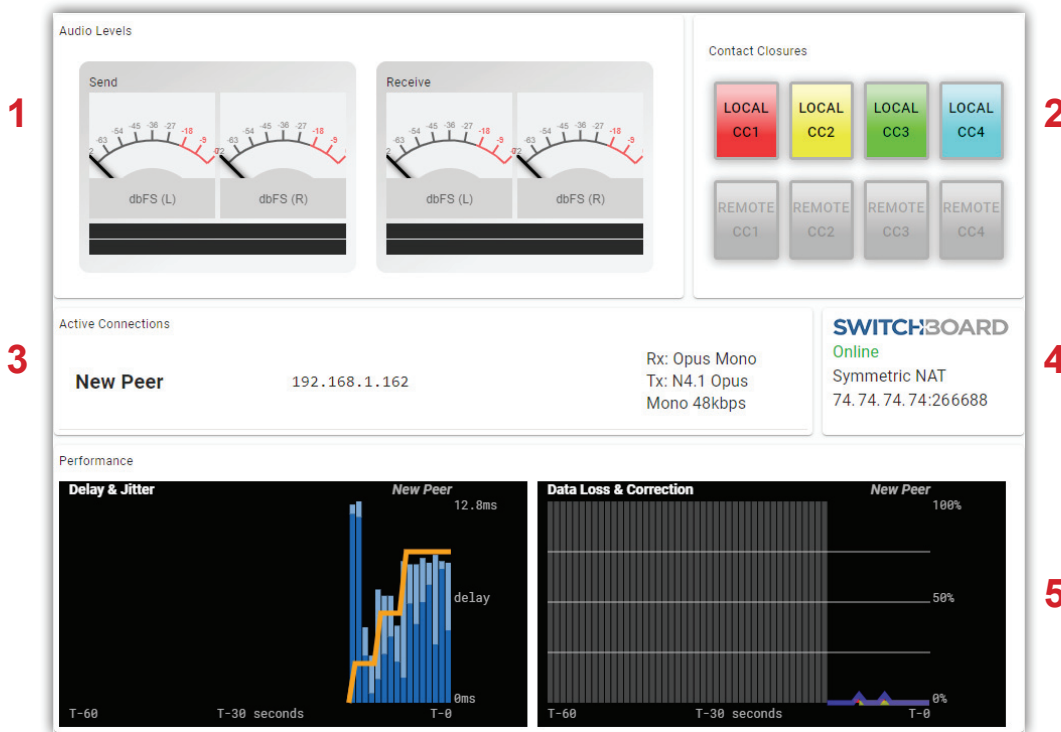 Audio Levels
Send
-63 -54 -45 -36 -27 -18 -9
-63 -54 -45 -36 -27 -18 -9
dbFS (L)
dbFS (R)
Receive
-63 -54 -45 -36 -27 -18 -9
-63 -54 -45 -36 -27 -18 -9
dbFS (L)
dbFS (R)
1
Contact Closures
LOCAL
CC1
LOCAL
CC2
LOCAL
CC3
LOCAL
CC4
REMOTE
CC1
REMOTE
CC2
REMOTE
CC3
REMOTE
CC4
2
Active Connections
3
New Peer
192.168.1.162
Rx: Opus Mono
Tx: N4.1 Opus
Mono 48kbps
SWITCHBOARD
Online
Symmetric NAT
74.74.74.74:266688
4
Performance
Delay & Jitter
New Peer
12.8ms
delay
0ms
T-60
T-30 seconds
T-0
Data Loss & Correction
New Peer
100%
50%
0%
T-60
T-30 seconds
T-0
5